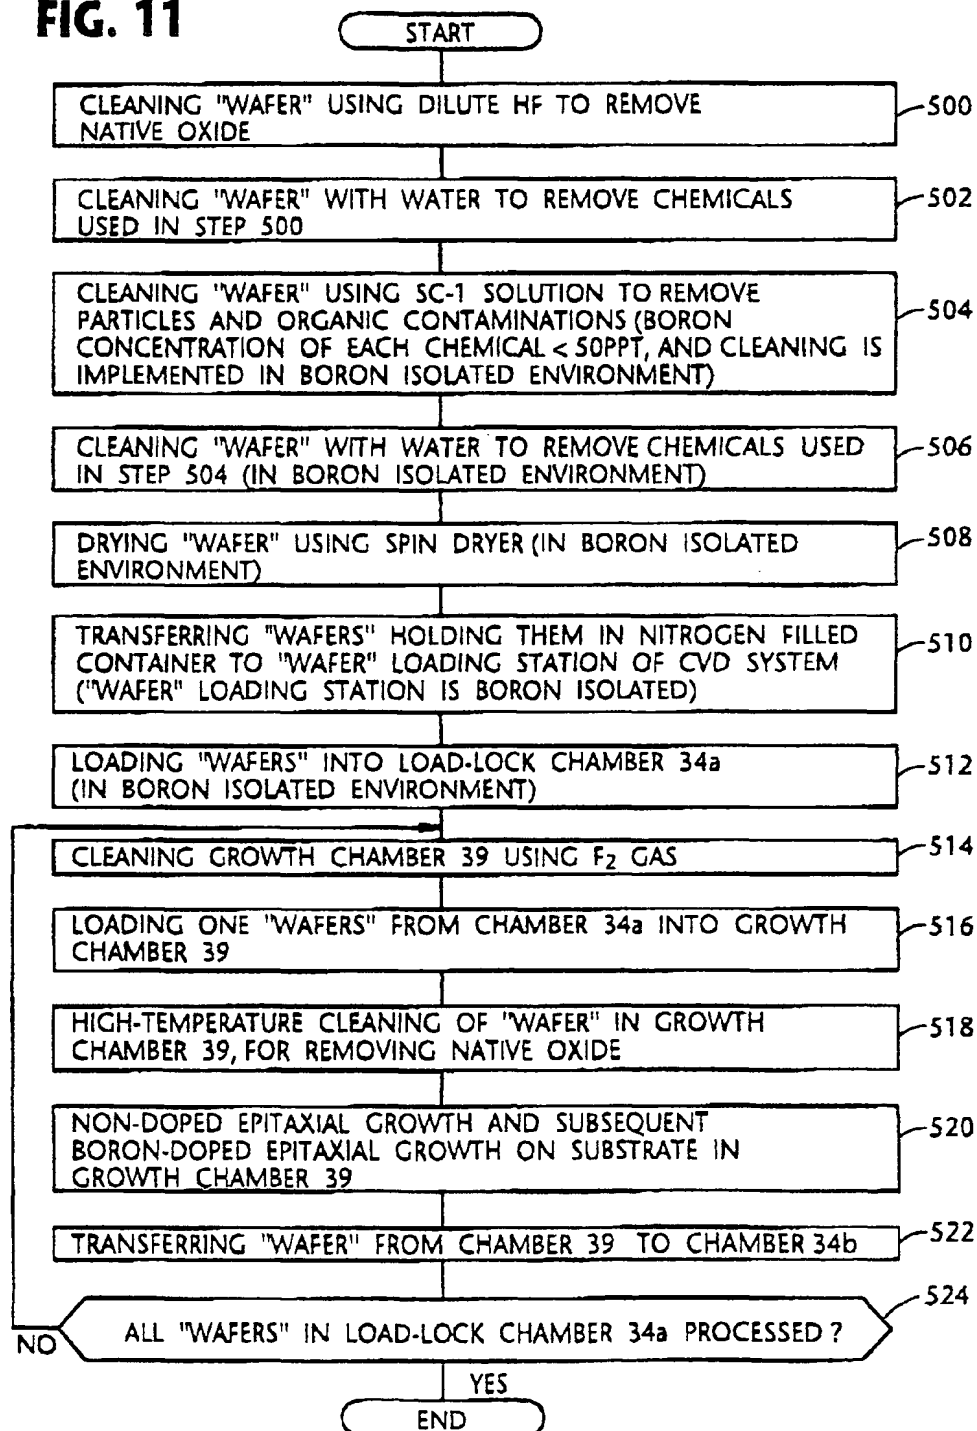 FIG. 11
START
CLEANING "WAFER" USING DILUTE HF TO REMOVE
NATIVE OXIDE
500
CLEANING "WAFER" WITH WATER TO REMOVE CHEMICALS
USED IN STEP 500
502
CLEANING "WAFER" USING SC-1 SOLUTION TO REMOVE
PARTICLES AND ORGANIC CONTAMINATIONS (BORON
CONCENTRATION OF EACH CHEMICAL < 50PPT, AND CLEANING IS
IMPLEMENTED IN BORON ISOLATED ENVIRONMENT)
504
CLEANING "WAFER" WITH WATER TO REMOVE CHEMICALS USED
IN STEP 504 (IN BORON ISOLATED ENVIRONMENT)
506
DRYING "WAFER" USING SPIN DRYER (IN BORON ISOLATED
ENVIRONMENT)
508
TRANSFERRING "WAFERS" HOLDING THEM IN NITROGEN FILLED
CONTAINER TO "WAFER" LOADING STATION OF CVD SYSTEM
("WAFER" LOADING STATION IS BORON ISOLATED)
510
LOADING "WAFERS" INTO LOAD-LOCK CHAMBER 34a
(IN BORON ISOLATED ENVIRONMENT)
512
CLEANING GROWTH CHAMBER 39 USING F2 GAS
514
LOADING ONE "WAFERS" FROM CHAMBER 34a INTO GROWTH
CHAMBER 39
516
HIGH-TEMPERATURE CLEANING OF "WAFER" IN GROWTH
CHAMBER 39, FOR REMOVING NATIVE OXIDE
518
NON-DOPED EPITAXIAL GROWTH AND SUBSEQUENT
BORON-DOPED EPITAXIAL GROWTH ON SUBSTRATE IN
GROWTH CHAMBER 39
520
TRANSFERRING "WAFER" FROM CHAMBER 39 TO CHAMBER 34b
522
ALL "WAFERS" IN LOAD-LOCK CHAMBER 34a PROCESSED ?
524
NO
YES
END